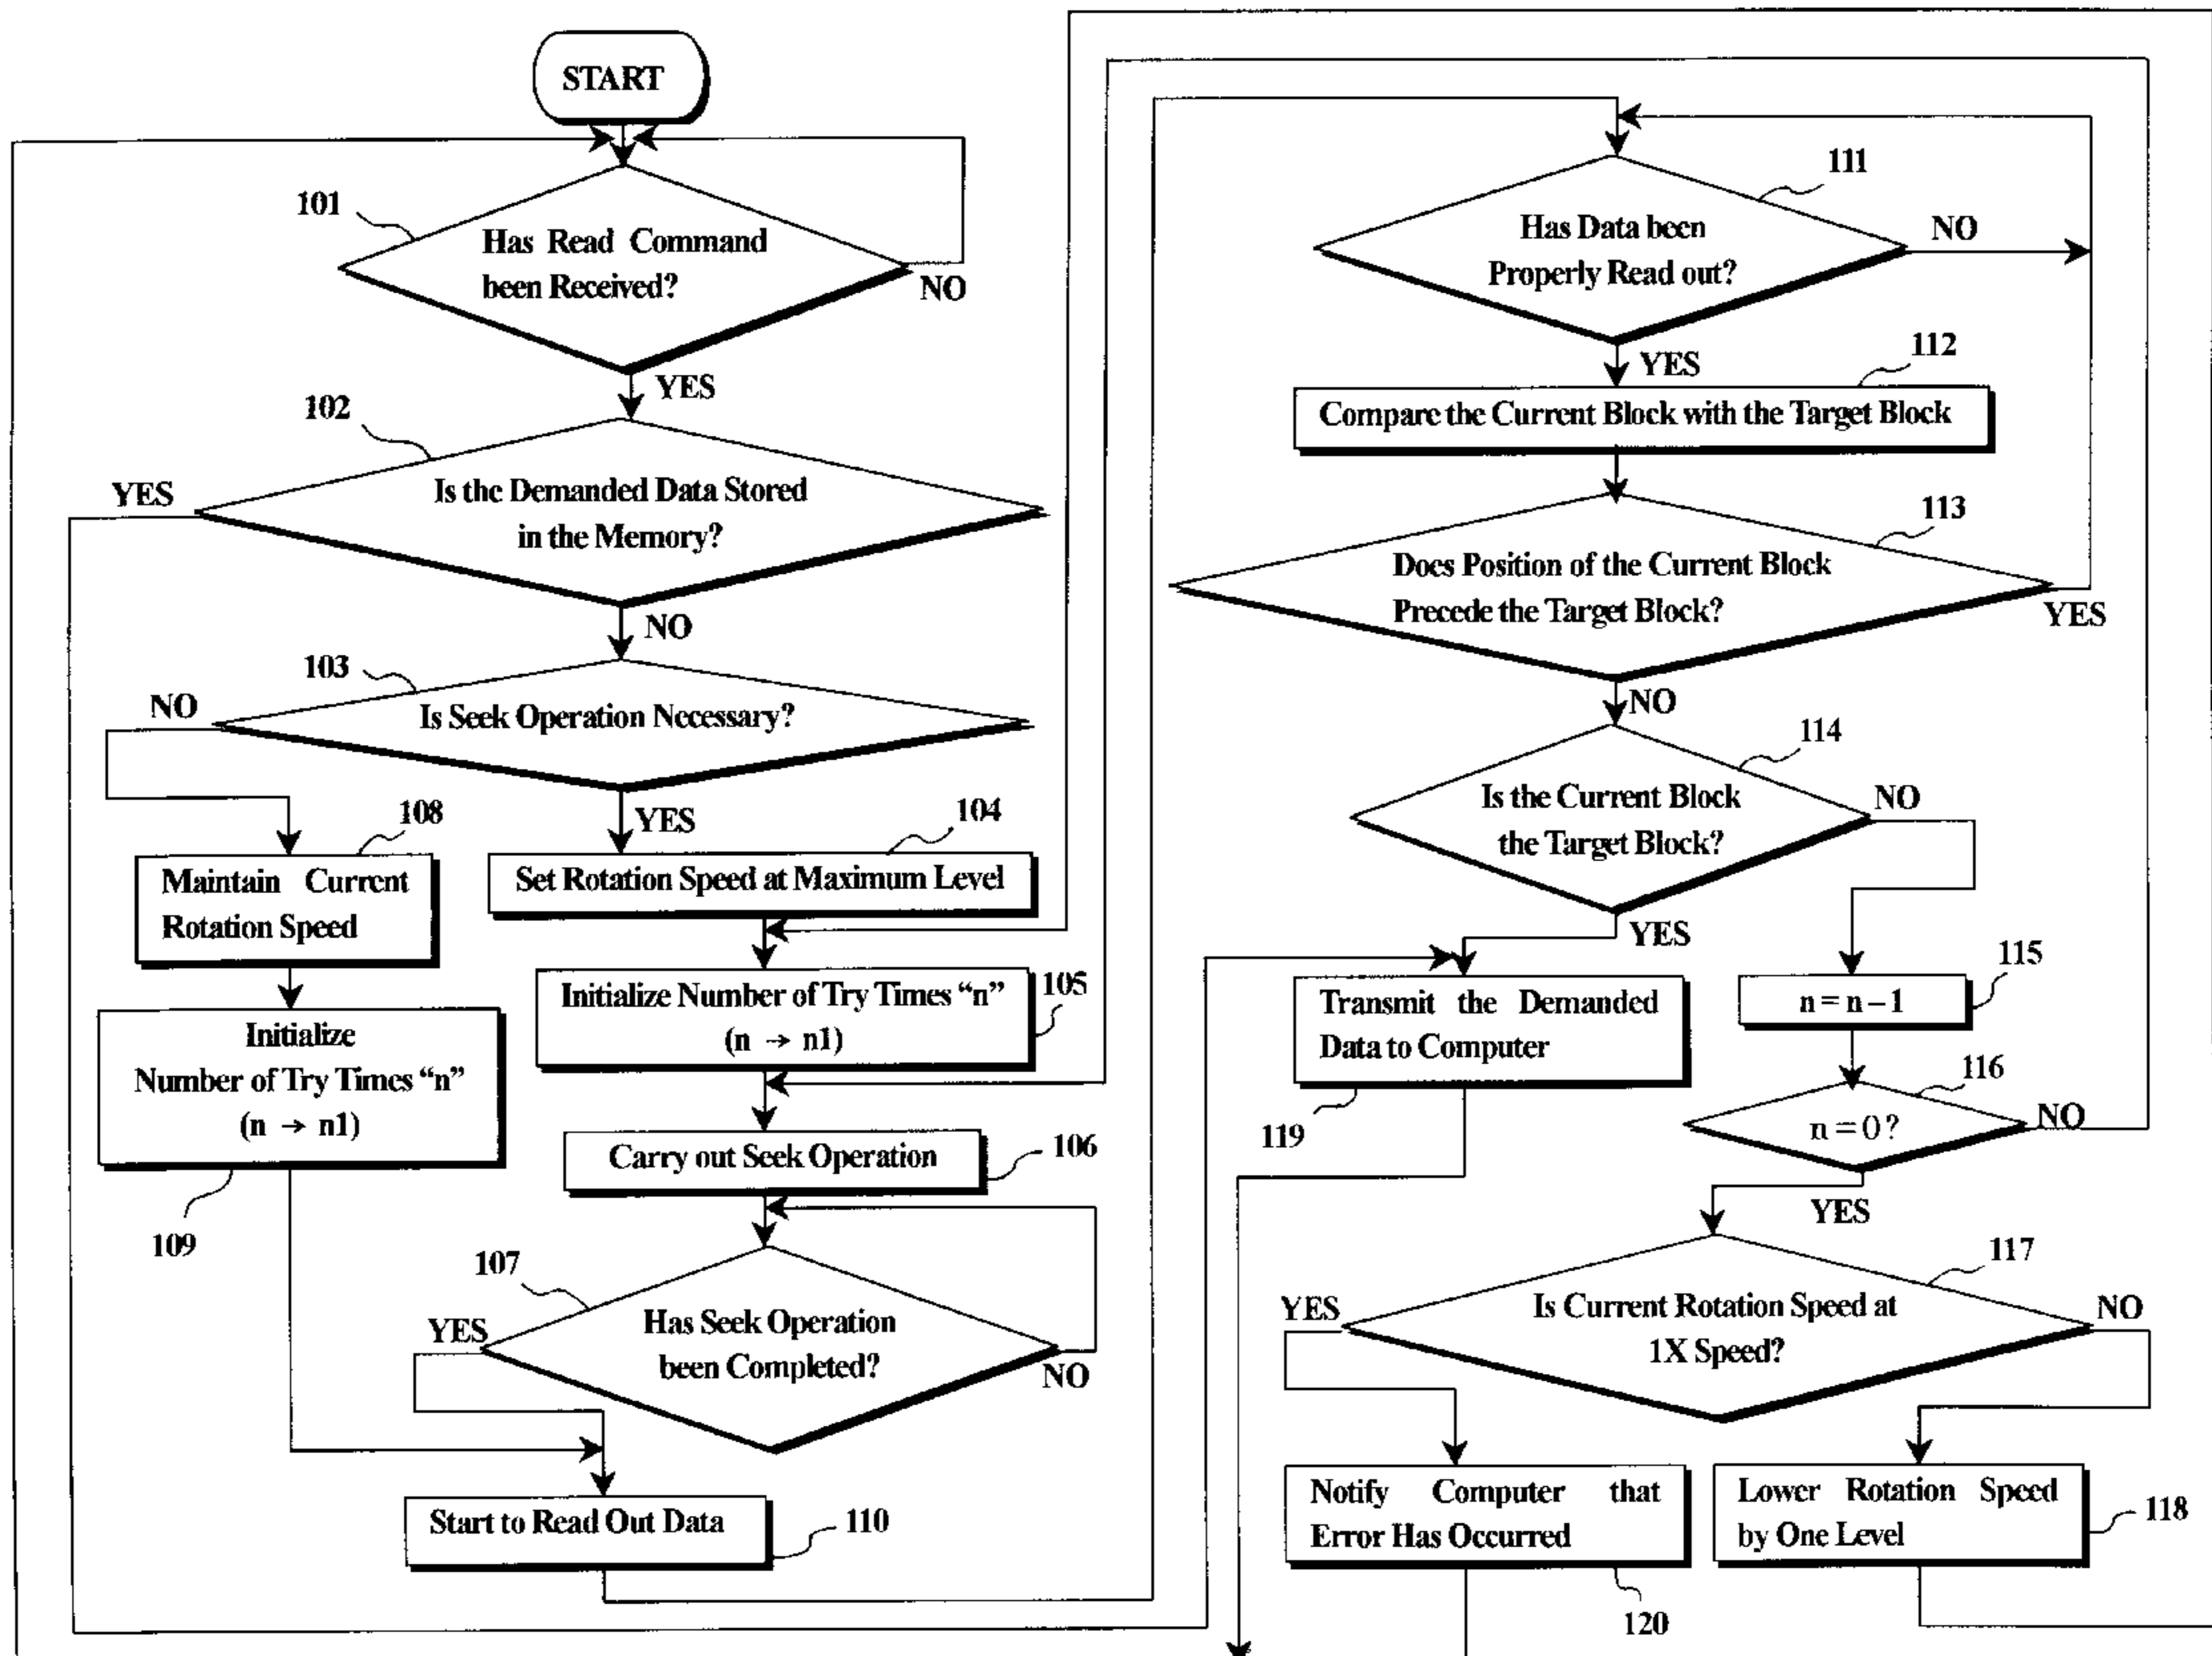 START
101
Has Read Command
been Received?
NO
YES
102
YES
Is the Demanded Data Stored
in the Memory?
NO
103
NO
Is Seek Operation Necessary?
YES
108
Maintain Current
Rotation Speed
104
Set Rotation Speed at Maximum Level
109
Initialize
Number of Try Times “n”
(n → n1)
105
Initialize Number of Try Times “n”
(n → n1)
Carry out Seek Operation
106
107
YES
Has Seek Operation
been Completed?
NO
Start to Read Out Data
110
111
Has Data been
Properly Read out?
NO
YES
112
Compare the Current Block with the Target Block
113
Does Position of the Current Block
Precede the Target Block?
YES
NO
114
Is the Current Block
the Target Block?
NO
YES
115
n = n – 1
Transmit the Demanded
Data to Computer
119
116
n = 0 ?
NO
YES
117
YES
Is Current Rotation Speed at
1X Speed?
NO
Notify Computer that
Error Has Occurred
120
Lower Rotation Speed
by One Level
118